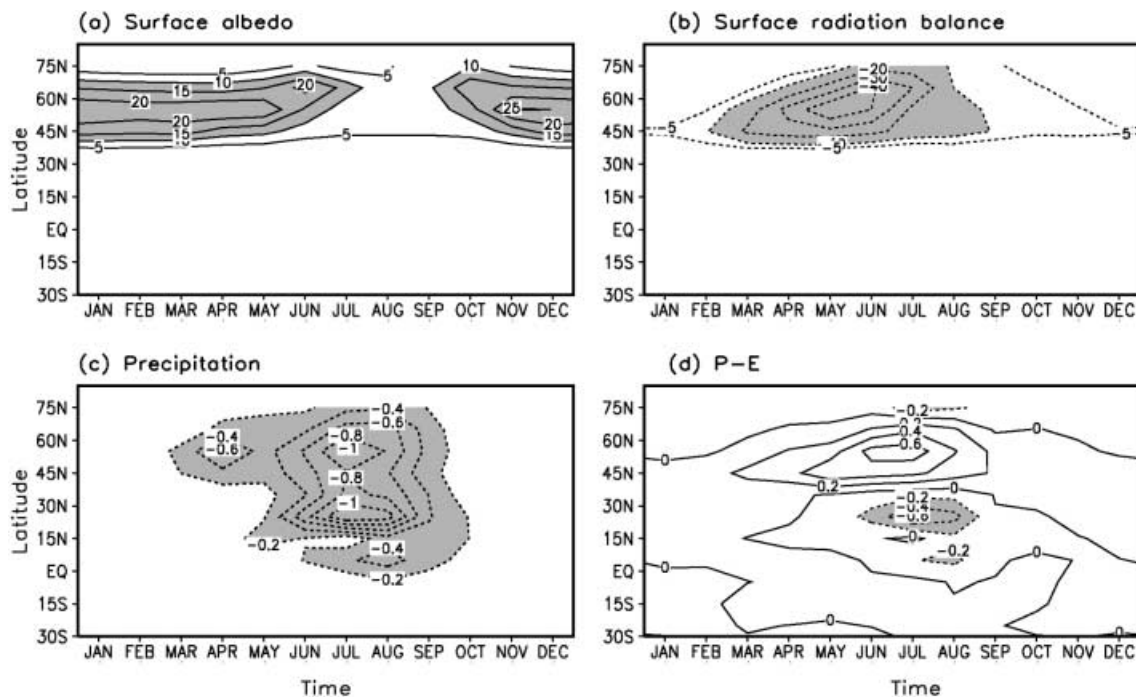 (a) Surface albedo
(b) Surface radiation balance
75N
60N
45N
30N
15N
EQ
15S
30S
Latitude
5
10
15
20
20
15
5
20
5
5
10
25
20
15
5
JAN FEB MAR APR MAY JUN JUL AUG SEP OCT NOV DEC
75N
60N
45N
30N
15N
EQ
15S
30S
-20
-30
-40
-5
-5
-5
JAN FEB MAR APR MAY JUN JUL AUG SEP OCT NOV DEC
(c) Precipitation
(d) P-E
75N
60N
45N
30N
15N
EQ
15S
30S
Latitude
-0.4
-0.6
-0.4
-0.6
-0.8
-1
-0.8
-1
-0.2
-0.4
-0.2
JAN FEB MAR APR MAY JUN JUL AUG SEP OCT NOV DEC
Time
75N
60N
45N
30N
15N
EQ
15S
30S
-0.2
0.4
0.6
0
0
0
0.2
0
-0.2
-0.4
-0.6
-0.2
0
0
0
0
0
JAN FEB MAR APR MAY JUN JUL AUG SEP OCT NOV DEC
Time